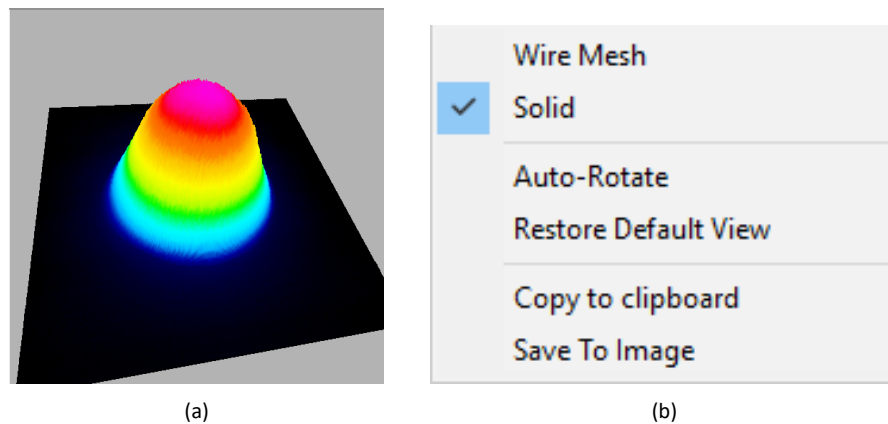 Wire Mesh
Solid
Auto-Rotate
Restore Default View
Copy to clipboard
Save To Image
(a)
(b)